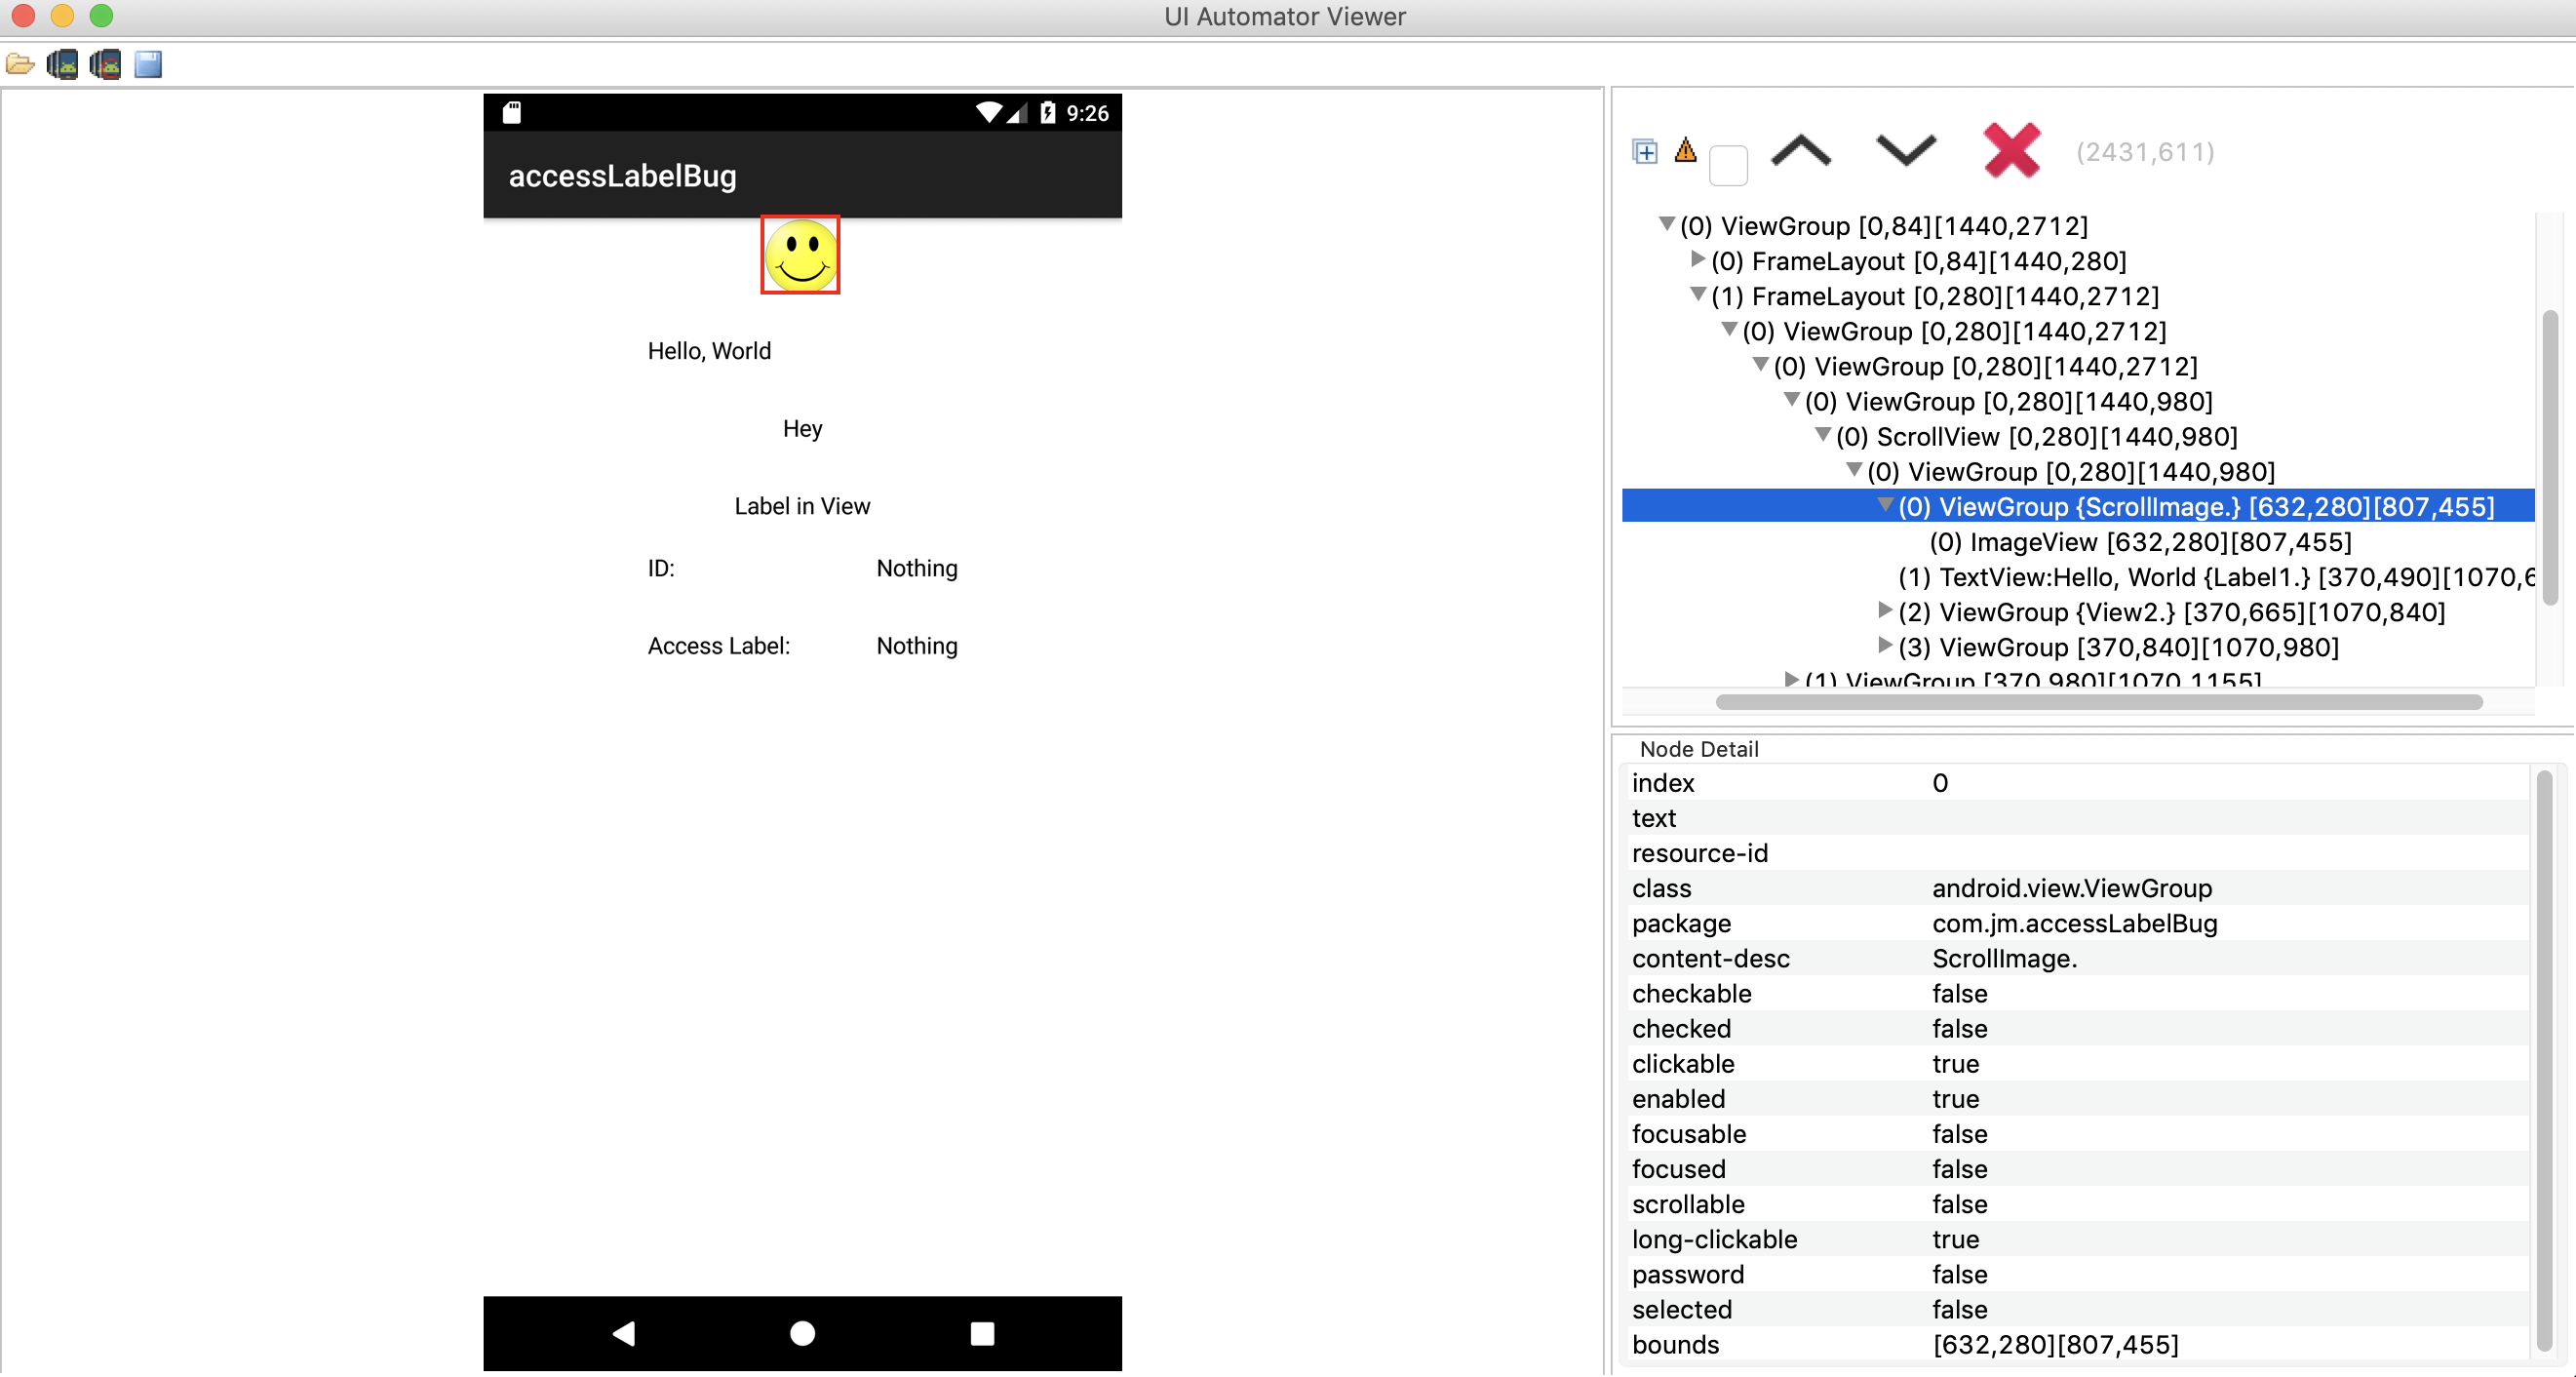 UI Automator Viewer
9:26
accessLabelBug
Hello, World
Hey
Label in View
ID: Nothing
Access Label: Nothing
(2431,611)
(0) ViewGroup [0,84][1440,2712]
(0) FrameLayout [0,84][1440,280]
(1) FrameLayout [0,280][1440,2712]
(0) ViewGroup [0,280][1440,2712]
(0) ViewGroup [0,280][1440,2712]
(0) ViewGroup [0,280][1440,980]
(0) ScrollView [0,280][1440,980]
(0) ViewGroup [0,280][1440,980]
(0) ViewGroup {ScrollImage.} [632,280][807,455]
(0) ImageView [632,280][807,455]
(1) TextView:Hello, World {Label1.} [370,490][1070,6
(2) ViewGroup {View2.} [370,665][1070,840]
(3) ViewGroup [370,840][1070,980]
(1) ViewGroup [370,980][1070,1155]
Node Detail
index 0
text
resource-id
class android.view.ViewGroup
package com.jm.accessLabelBug
content-desc ScrollImage.
checkable false
checked false
clickable true
enabled true
focusable false
focused false
scrollable false
long-clickable true
password false
selected false
bounds [632,280][807,455]